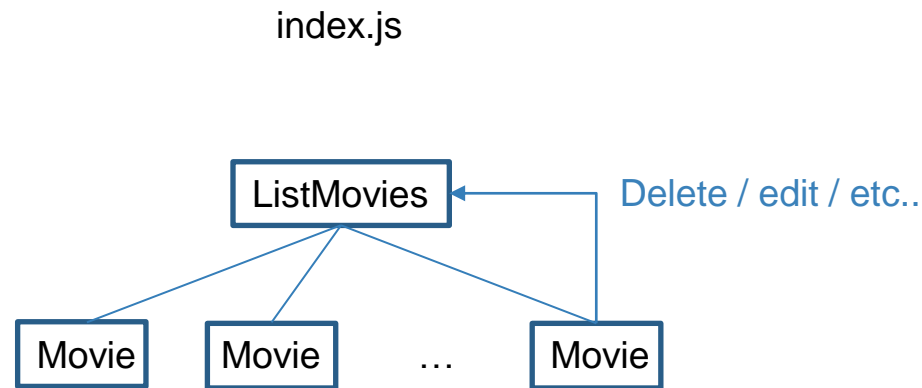 index.js
ListMovies
Delete / edit / etc..
Movie
Movie
…
Movie